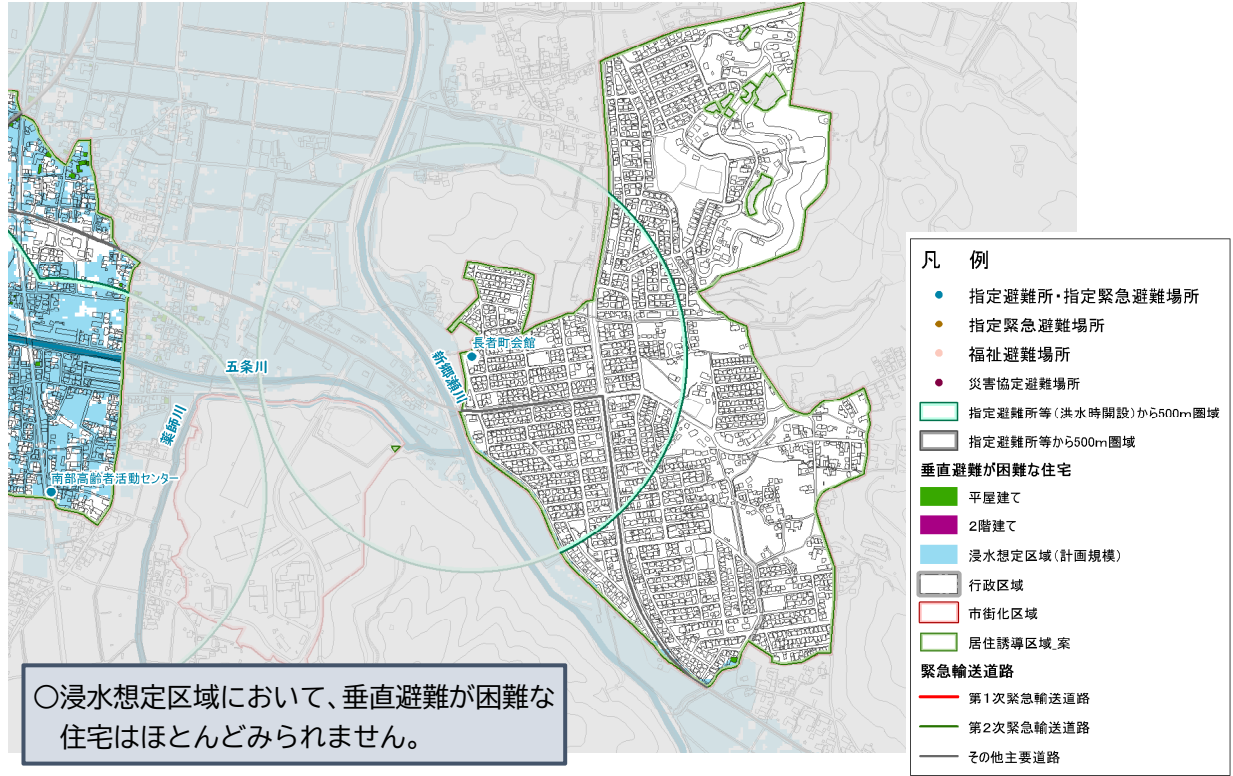 長者町会館
新郷瀬川
五条川
薬師川
南部高齢者活動センター
凡 例
指定避難所・指定緊急避難場所
指定緊急避難場所
福祉避難場所
災害協定避難場所
指定避難所等(洪水時開設)から500m圏域
指定避難所等から500m圏域
垂直避難が困難な住宅
平屋建て
2階建て
浸水想定区域(計画規模)
行政区域
市街化区域
居住誘導区域_案
緊急輸送道路
第1次緊急輸送道路
第2次緊急輸送道路
その他主要道路
○浸水想定区域において、垂直避難が困難な
住宅はほとんどみられません。